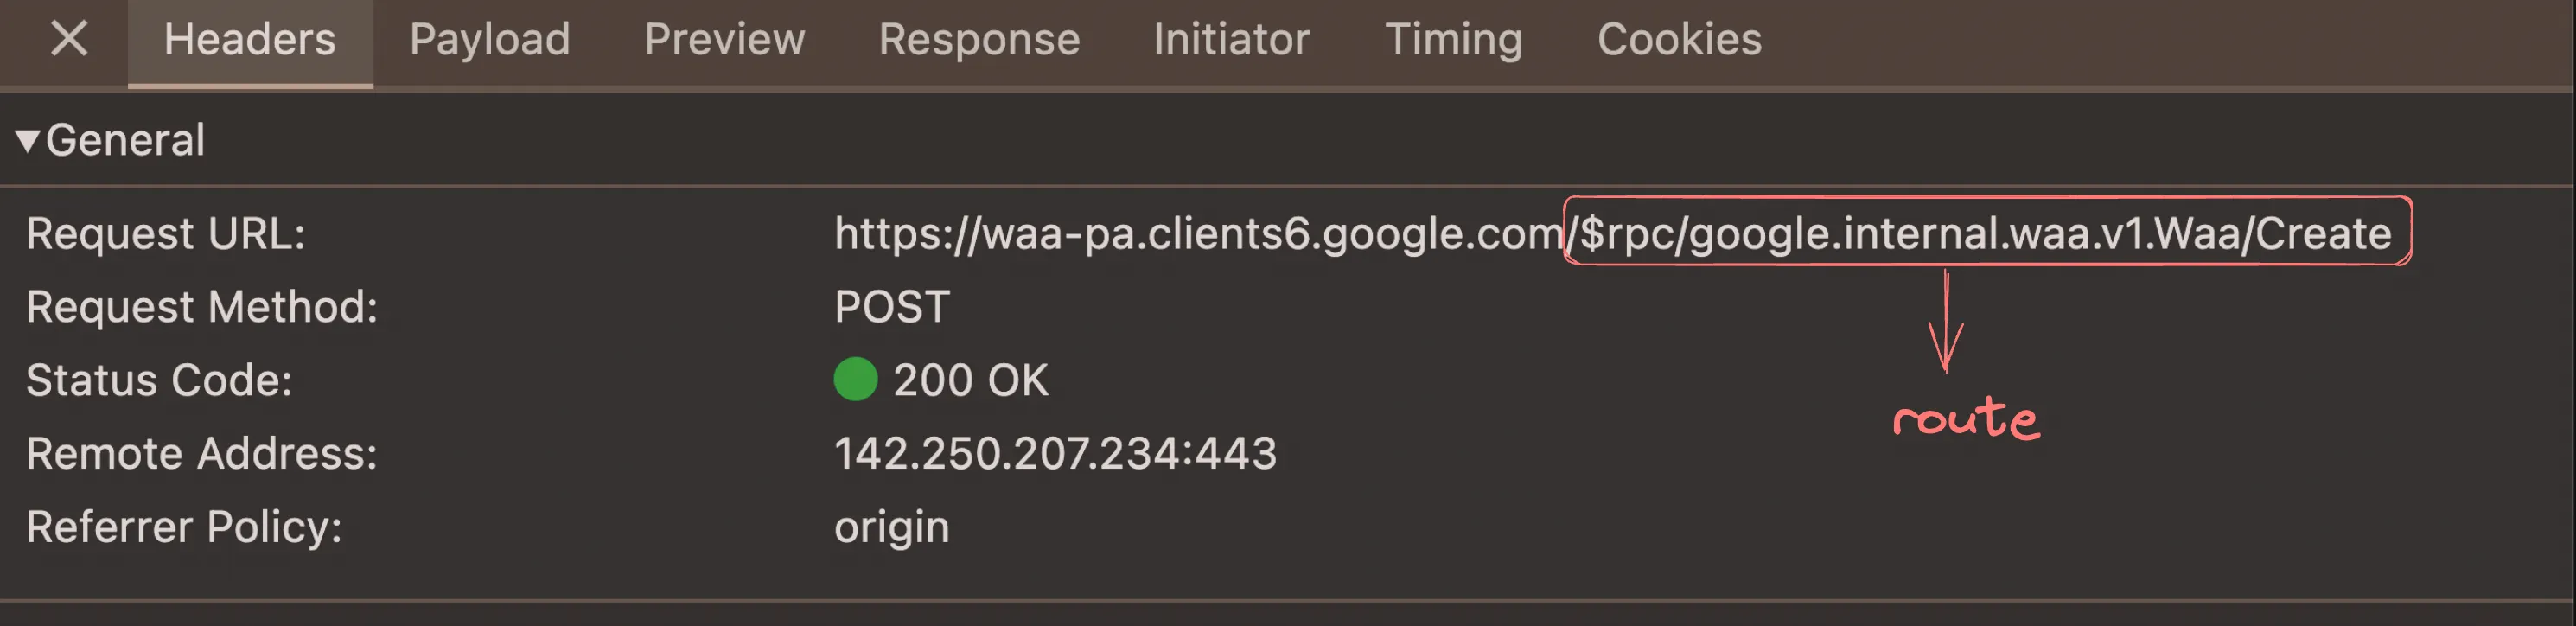 Headers Payload Preview Response Initiator Timing Cookies
General
Request URL: https://waa-pa.clients6.google.com/$rpc/google.internal.waa.v1.Waa/Create
Request Method: POST
Status Code: 200 OK
route
Remote Address: 142.250.207.234:443
Referrer Policy: origin